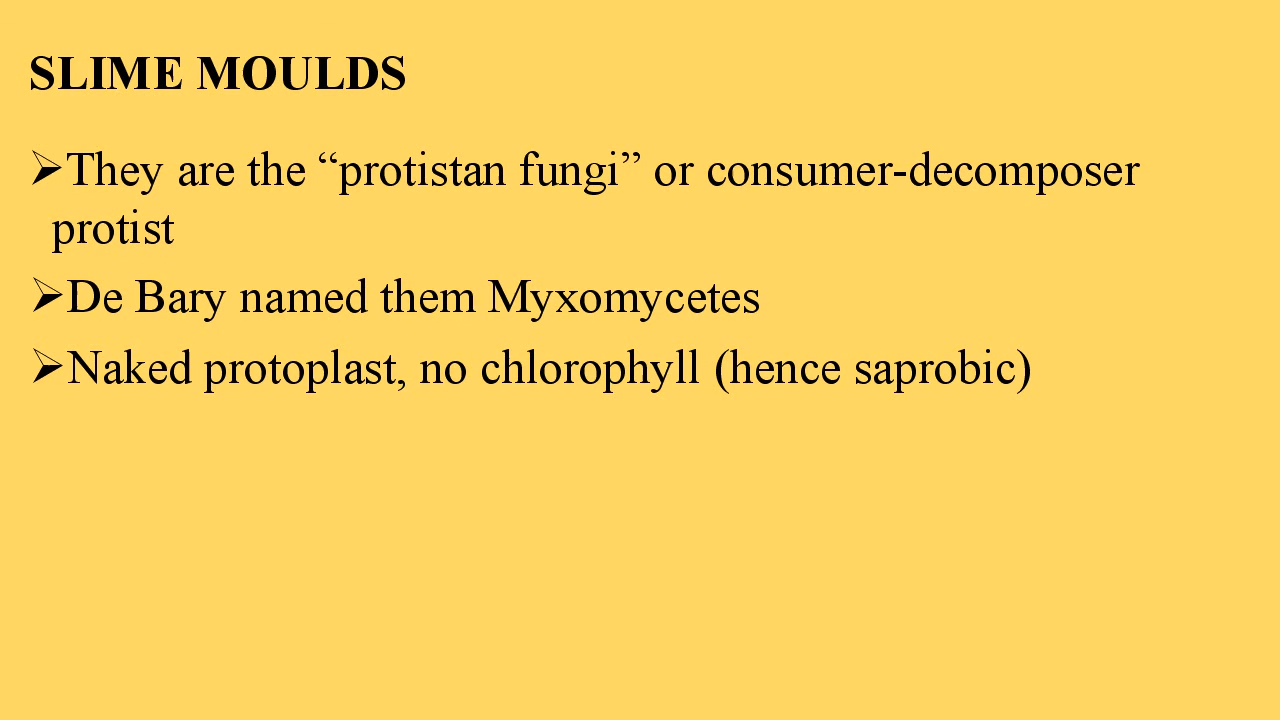 SLIME MOULDS
➢They are the “protistan fungi” or consumer-decomposer
protist
➢De Bary named them Myxomycetes
➢Naked protoplast, no chlorophyll (hence saprobic)